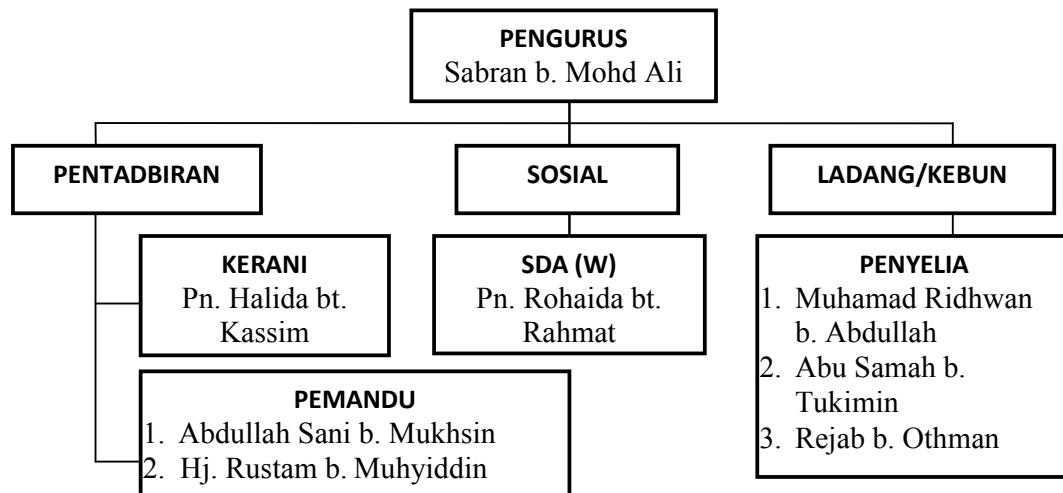 PENGURUS
Sabran b. Mohd Ali
PENTADBIRAN
SOSIAL
LADANG/KEBUN
KERANI
Pn. Halida bt.
Kassim
SDA (W)
Pn. Rohaida bt.
Rahmat
PENYELIA
1. Muhamad Ridhwan
b. Abdullah
2. Abu Samah b.
Tukimin
3. Rejab b. Othman
PEMANDU
1. Abdullah Sani b. Mukhsin
2. Hj. Rustam b. Muhyiddin